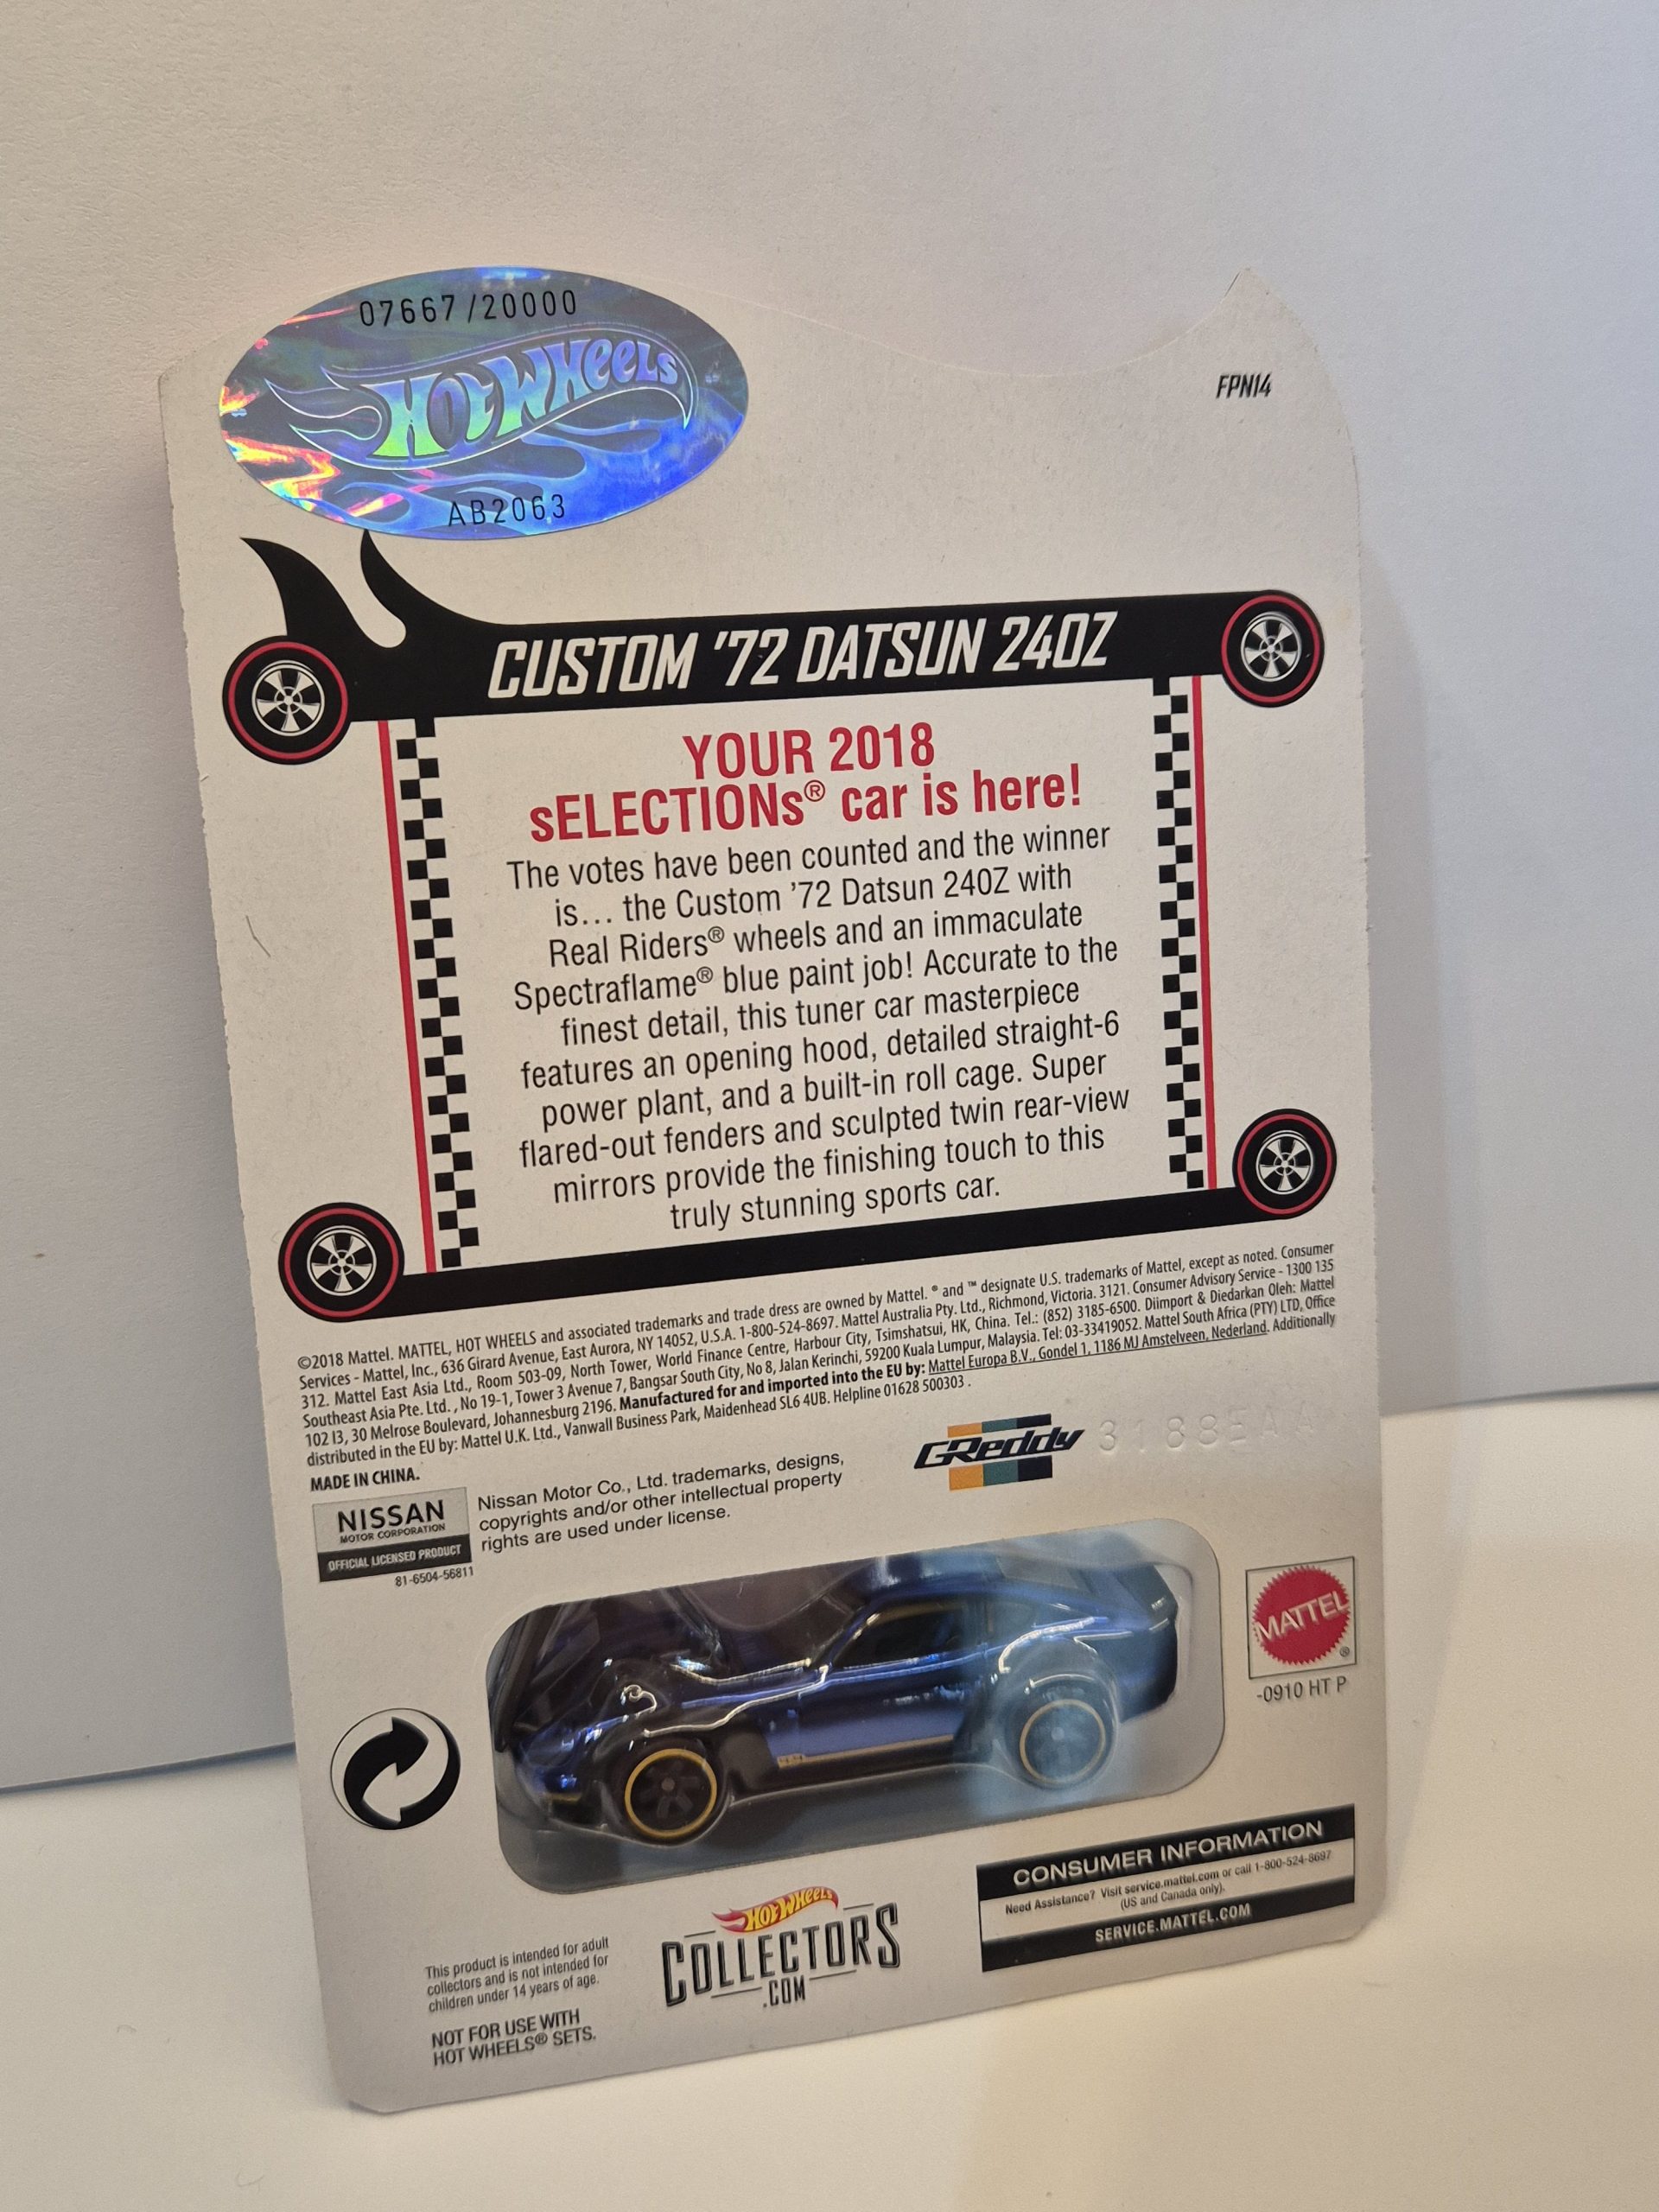 07667/20000
HOT WHEELS
AB2063
FPN14
CUSTOM '72 DATSUN 240Z
YOUR 2018
sELECTIONs® car is here!
The votes have been counted and the winner
is... the Custom '72 Datsun 240Z with
Real Riders® wheels and an immaculate
Spectraflame® blue paint job! Accurate to the
finest detail, this tuner car masterpiece
features an opening hood, detailed straight-6
power plant, and a built-in roll cage. Super
flared-out fenders and sculpted twin rear-view
mirrors provide the finishing touch to this
truly stunning sports car.
©2018 Mattel. MATTEL, HOT WHEELS and associated trademarks and trade dress are owned by Mattel. ® and ™ designate U.S. trademarks of Mattel, except as noted. Consumer
Services - Mattel, Inc., 636 Girard Avenue, East Aurora, NY 14052, U.S.A. 1-800-524-8697. Mattel Australia Pty. Ltd., Richmond, Victoria. 3121. Consumer Advisory Service - 1300 135
312. Mattel East Asia Ltd., Room 503-09, North Tower, World Finance Centre, Harbour City, Tsimshatsui, HK, China. Tel.: (852) 3185-6500. Diimport & Diedarkan Oleh: Mattel
Southeast Asia Pte. Ltd. , No 19-1, Tower 3 Avenue 7, Bangsar South City, No 8, Jalan Kerinchi, 59200 Kuala Lumpur, Malaysia. Tel: 03-33419052. Mattel South Africa (PTY) LTD, Office
102 I3, 30 Melrose Boulevard, Johannesburg 2196. Manufactured for and imported into the EU by: Mattel Europa B.V., Gondel 1, 1186 MJ Amstelveen, Nederland. Additionally
distributed in the EU by: Mattel U.K. Ltd., Vanwall Business Park, Maidenhead SL6 4UB. Helpline 01628 500303 .
MADE IN CHINA.
GReddy
NISSAN
MOTOR CORPORATION
OFFICIAL LICENSED PRODUCT
81-6504-56811
Nissan Motor Co., Ltd. trademarks, designs,
copyrights and/or other intellectual property
rights are used under license.
MATTEL
®
-0910 HT P
CONSUMER INFORMATION
Need Assistance? Visit service.mattel.com or call 1-800-524-8697
(US and Canada only).
SERVICE.MATTEL.COM
HOT WHEELS
COLLECTORS
.COM
This product is intended for adult
collectors and is not intended for
children under 14 years of age.
NOT FOR USE WITH
HOT WHEELS® SETS.